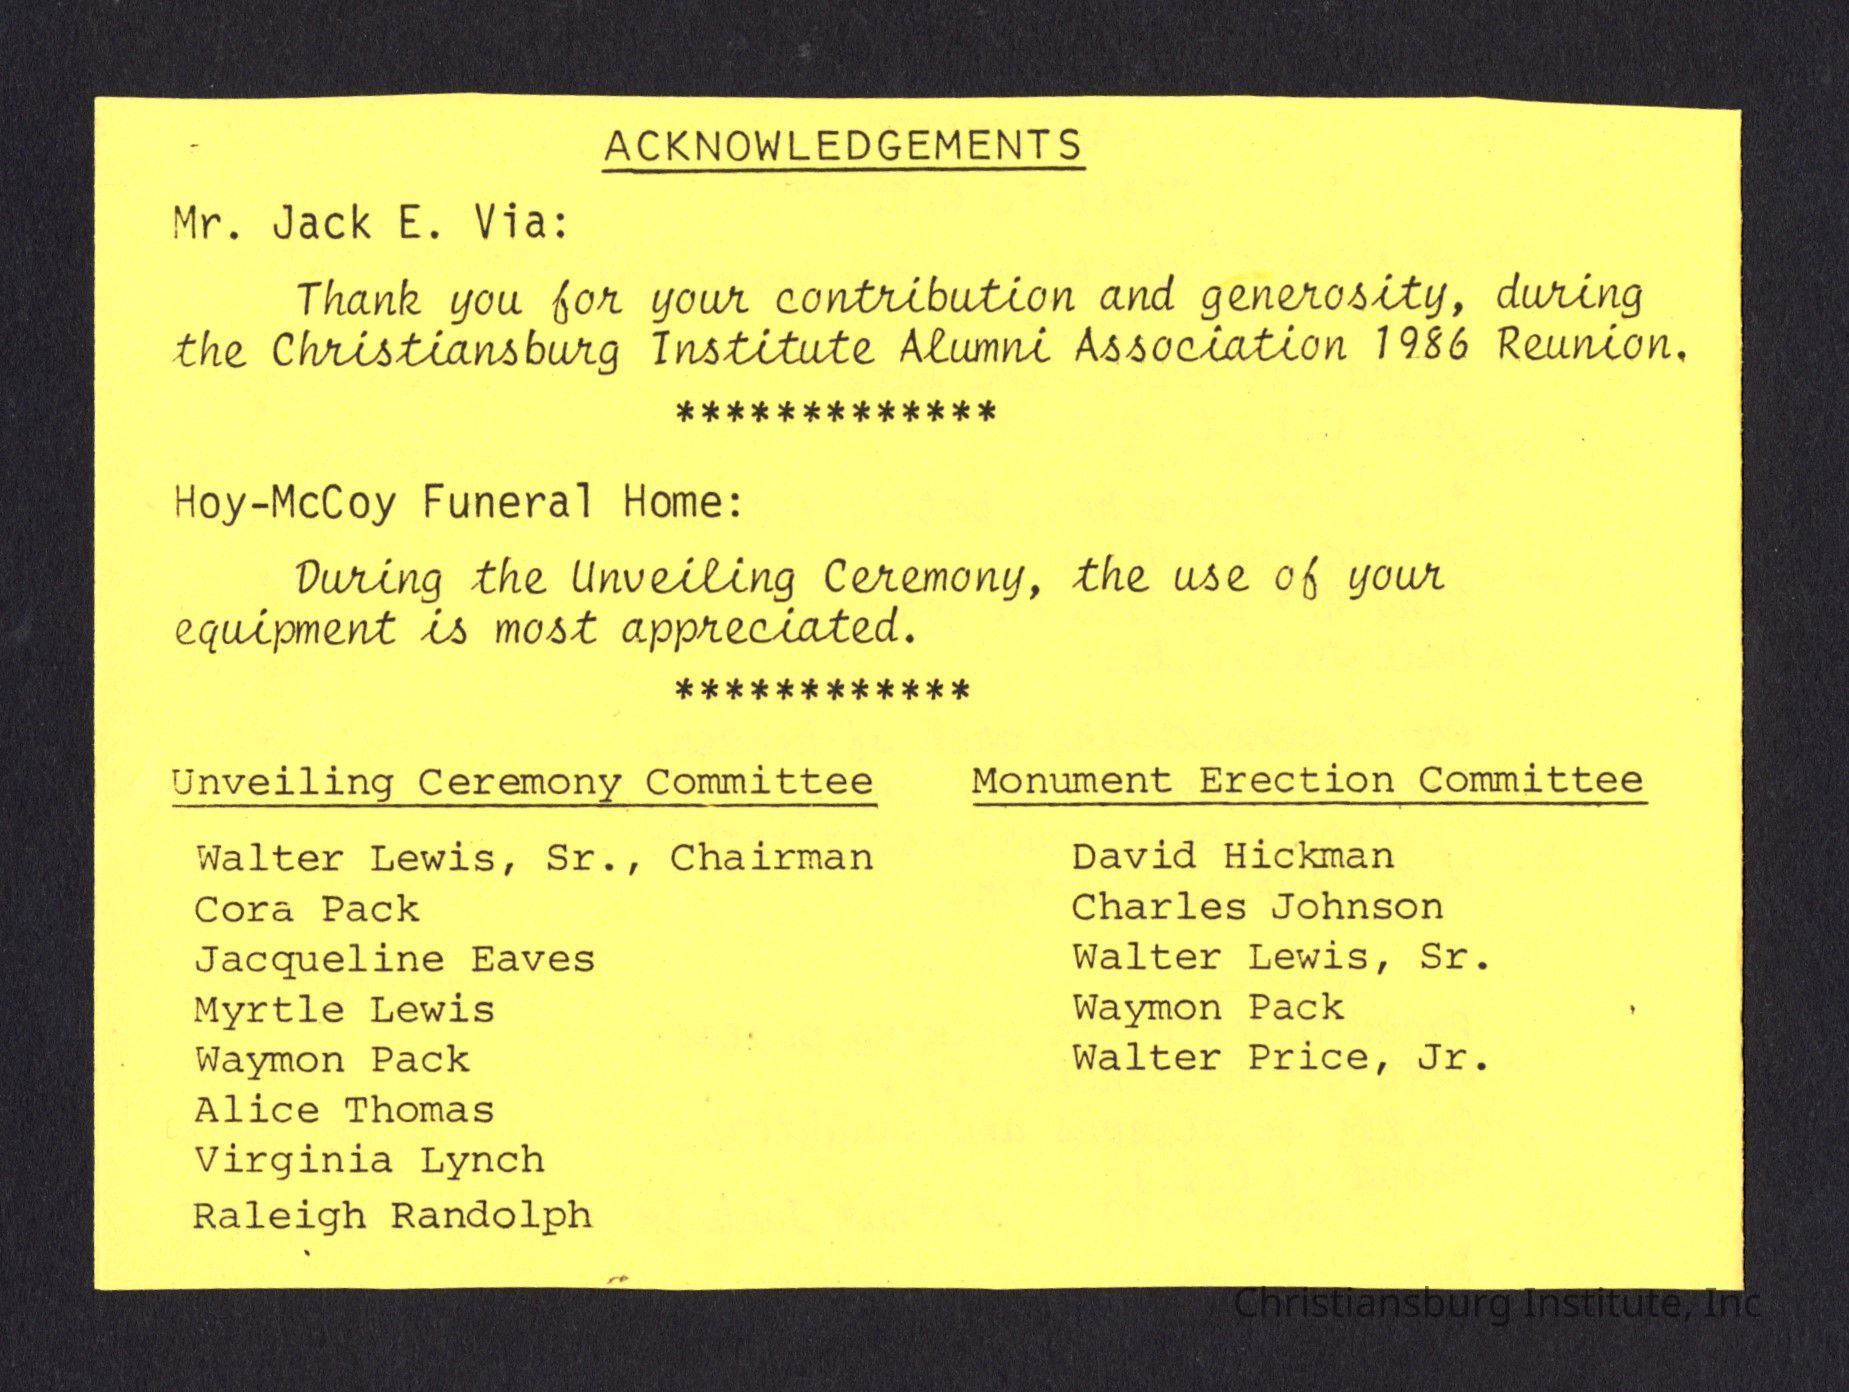 ACKNOWLEDGEMENTS
Mr. Jack E. Via:
Thank you for your contribution and generosity, during
the Christiansburg Institute Alumni Association 1986 Reunion.
*************
Hoy-McCoy Funeral Home:
During the Unveiling Ceremony, the use of your
equipment is most appreciated.
************
Unveiling Ceremony Committee
Walter Lewis, Sr., Chairman
Cora Pack
Jacqueline Eaves
Myrtle Lewis
Waymon Pack
Alice Thomas
Virginia Lynch
Raleigh Randolph
Monument Erection Committee
David Hickman
Charles Johnson
Walter Lewis, Sr.
Waymon Pack
Walter Price, Jr.
Christiansburg Institute, Inc